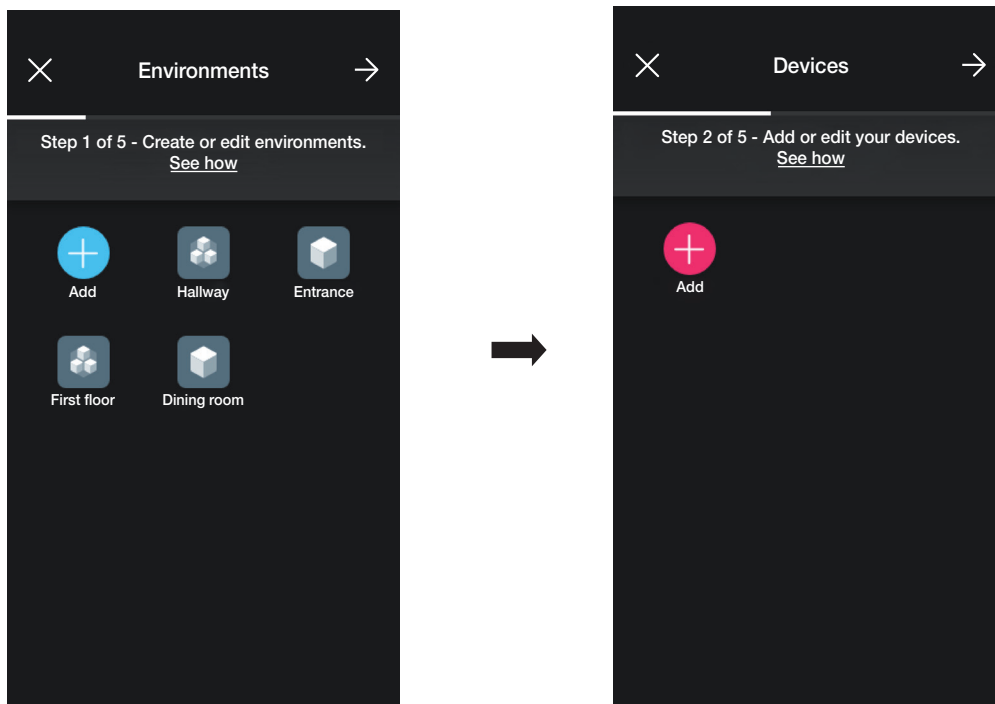 Environments
Step 1 of 5 - Create or edit environments.
See how
Add
Hallway
Entrance
First floor
Dining room
Devices
Step 2 of 5 - Add or edit your devices.
See how
Add